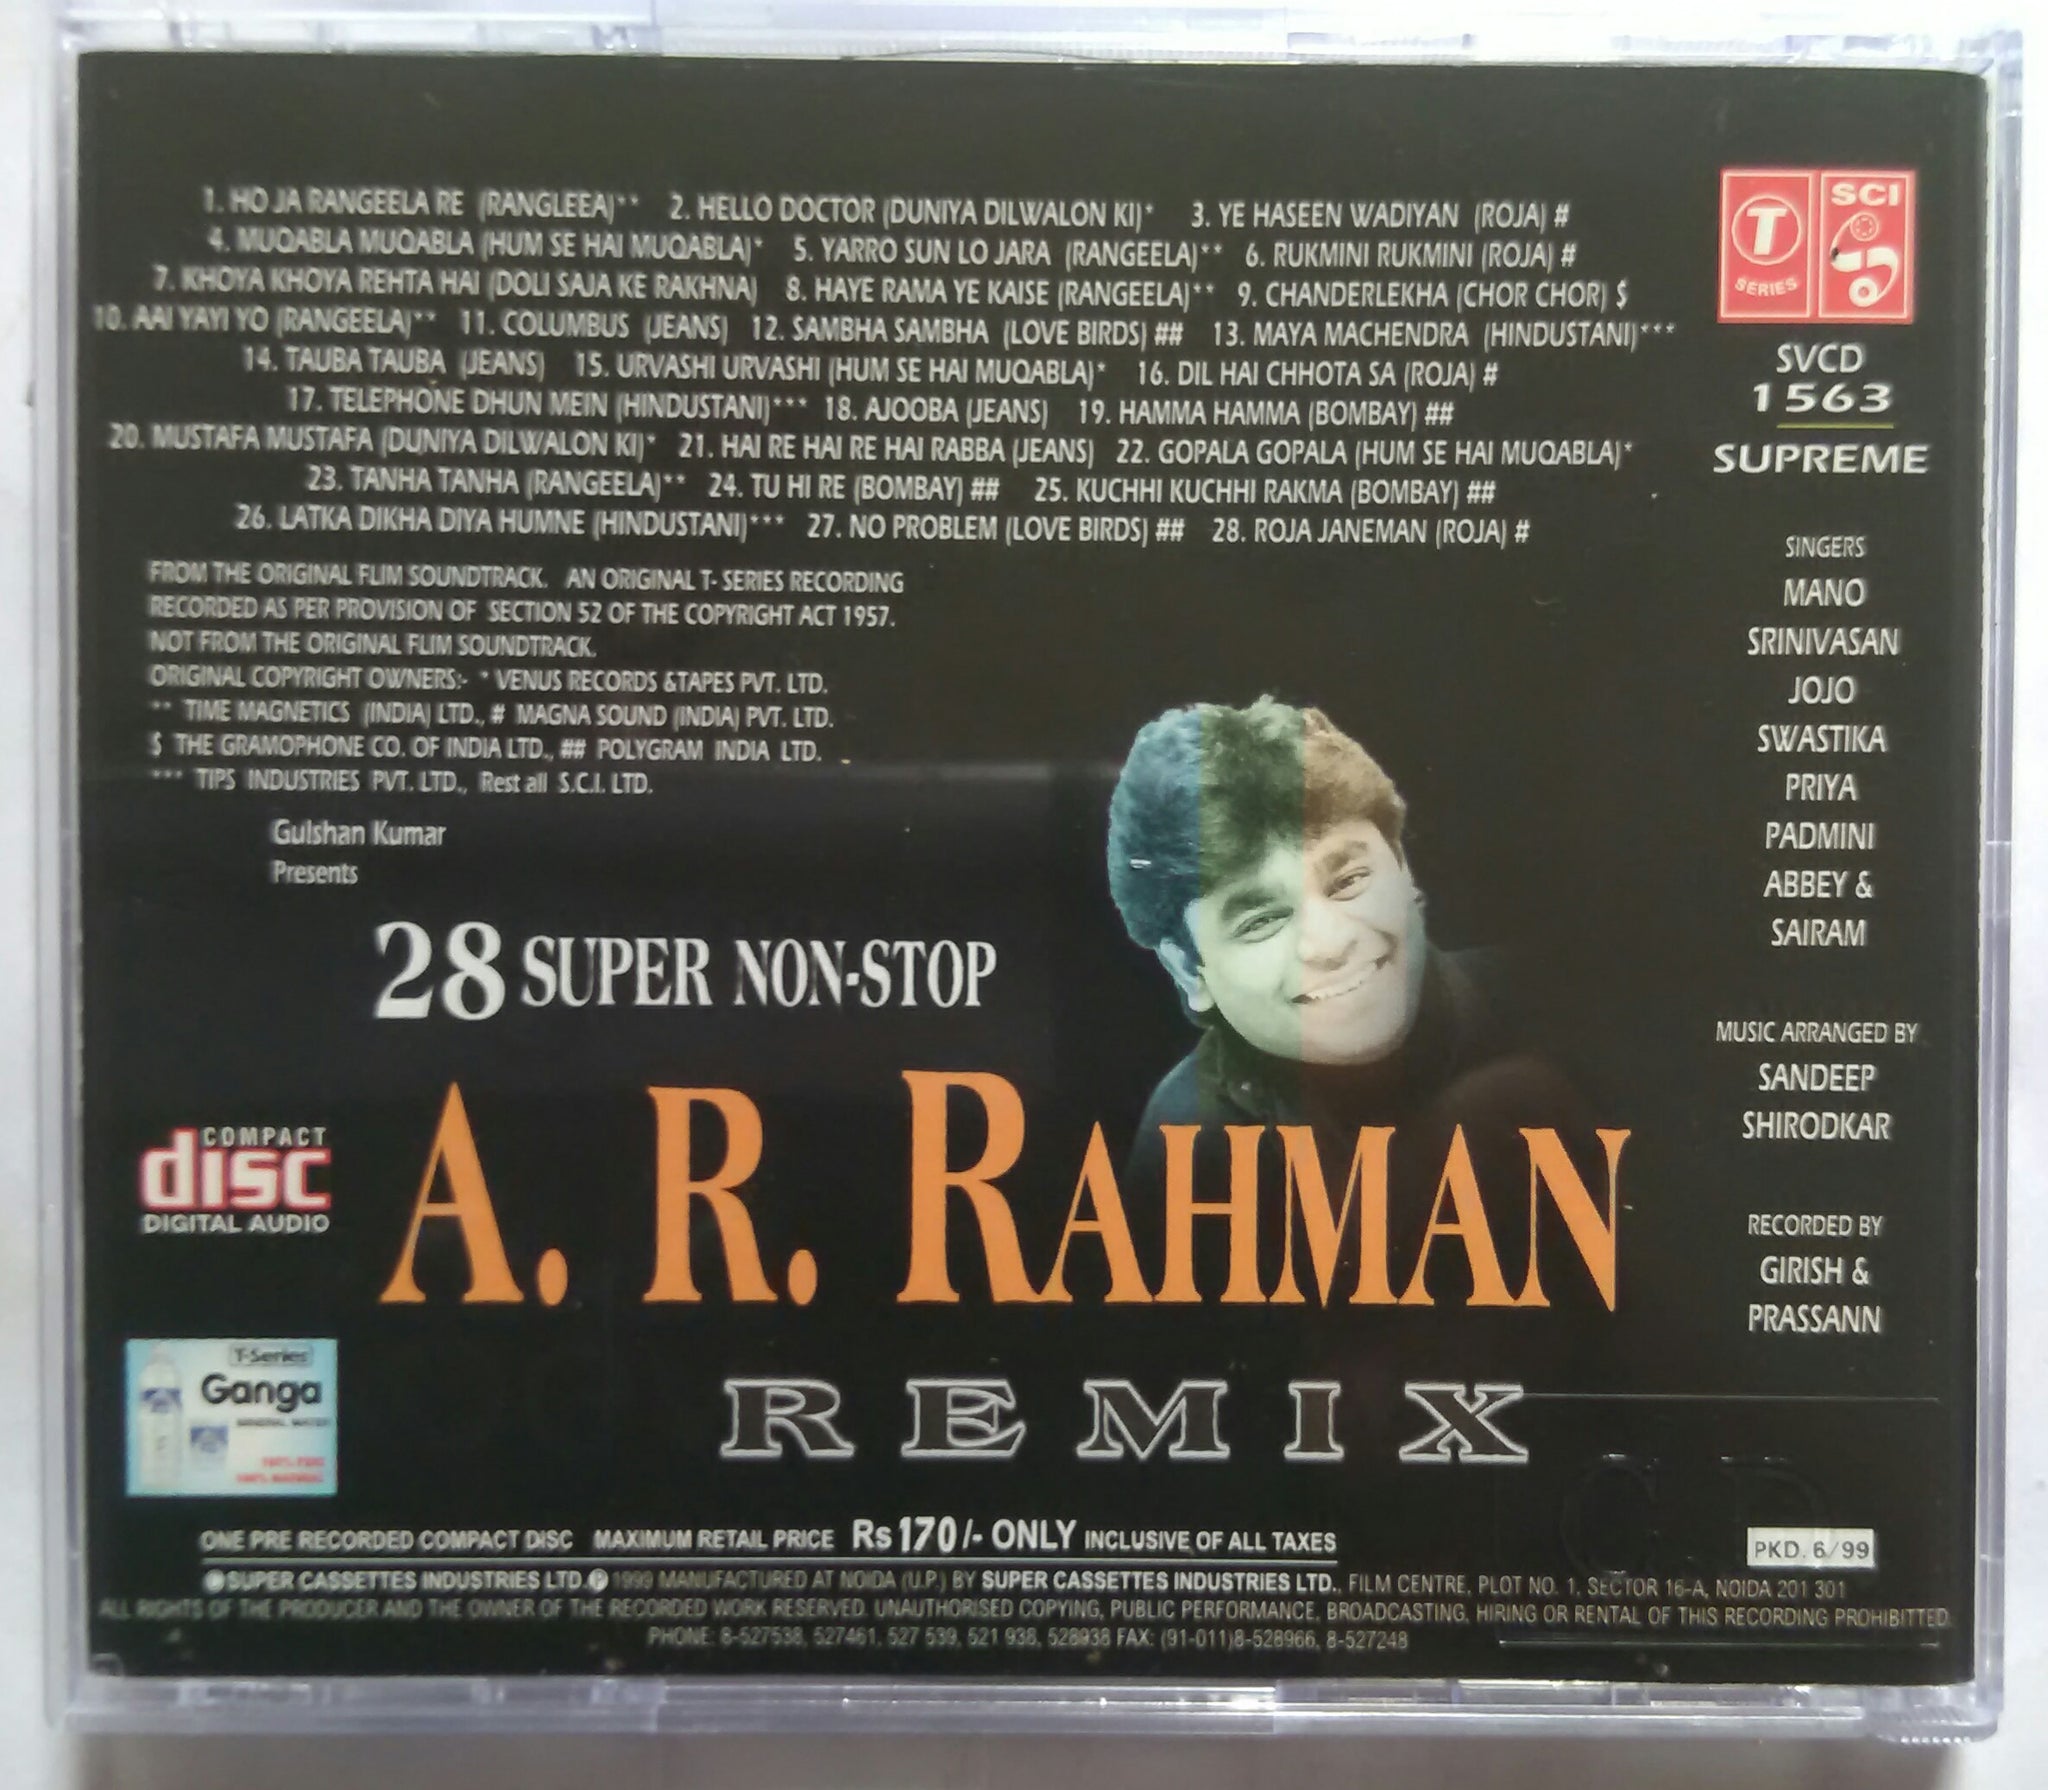 1. HO JA RANGEELA RE (RANGLEEA)** 2. HELLO DOCTOR (DUNIYA DILWALON KI)* 3. YE HASEEN WADIYAN (ROJA) #
4. MUQABLA MUQABLA (HUM SE HAI MUQABLA)* 5. YARRO SUN LO JARA (RANGEELA)** 6. RUKMINI RUKMINI (ROJA) #
7. KHOYA KHOYA REHTA HAI (DOLI SAJA KE RAKHNA) 8. HAYE RAMA YE KAISE (RANGEELA)** 9. CHANDERLEKHA (CHOR CHOR) $
10. AAI YAYI YO (RANGEELA)** 11. COLUMBUS (JEANS) 12. SAMBHA SAMBHA (LOVE BIRDS) ## 13. MAYA MACHENDRA (HINDUSTANI)***
14. TAUBA TAUBA (JEANS) 15. URVASHI URVASHI (HUM SE HAI MUQABLA)* 16. DIL HAI CHHOTA SA (ROJA) #
17. TELEPHONE DHUN MEIN (HINDUSTANI)*** 18. AJOOBA (JEANS) 19. HAMMA HAMMA (BOMBAY) ##
20. MUSTAFA MUSTAFA (DUNIYA DILWALON KI)* 21. HAI RE HAI RE HAI RABBA (JEANS) 22. GOPALA GOPALA (HUM SE HAI MUQABLA)*
23. TANHA TANHA (RANGEELA)** 24. TU HI RE (BOMBAY) ## 25. KUCHHI KUCHHI RAKMA (BOMBAY) ##
26. LATKA DIKHA DIYA HUMNE (HINDUSTANI)*** 27. NO PROBLEM (LOVE BIRDS) ## 28. ROJA JANEMAN (ROJA) #
FROM THE ORIGINAL FLIM SOUNDTRACK. AN ORIGINAL T- SERIES RECORDING
RECORDED AS PER PROVISION OF SECTION 52 OF THE COPYRIGHT ACT 1957.
NOT FROM THE ORIGINAL FLIM SOUNDTRACK.
ORIGINAL COPYRIGHT OWNERS:- * VENUS RECORDS &TAPES PVT. LTD.
** TIME MAGNETICS (INDIA) LTD., # MAGNA SOUND (INDIA) PVT. LTD.
$ THE GRAMOPHONE CO. OF INDIA LTD., ## POLYGRAM INDIA LTD.
*** TIPS INDUSTRIES PVT. LTD., Rest all S.C.I. LTD.
Gulshan Kumar
Presents
28 SUPER NON-STOP
A. R. RAHMAN
REMIX
COMPACT
disc
DIGITAL AUDIO
T-Series
Ganga
MINERAL WATER
100% PURE
100% NATURAL
T
SERIES
SCI
SVCD
1563
SUPREME
SINGERS
MANO
SRINIVASAN
JOJO
SWASTIKA
PRIYA
PADMINI
ABBEY &
SAIRAM
MUSIC ARRANGED BY
SANDEEP
SHIRODKAR
RECORDED BY
GIRISH &
PRASSANN
CD
PKD. 6/99
ONE PRE RECORDED COMPACT DISC MAXIMUM RETAIL PRICE Rs 170/- ONLY INCLUSIVE OF ALL TAXES
©SUPER CASSETTES INDUSTRIES LTD.℗ 1999 MANUFACTURED AT NOIDA (U.P.) BY SUPER CASSETTES INDUSTRIES LTD., FILM CENTRE, PLOT NO. 1, SECTOR 16-A, NOIDA 201 301
ALL RIGHTS OF THE PRODUCER AND THE OWNER OF THE RECORDED WORK RESERVED. UNAUTHORISED COPYING, PUBLIC PERFORMANCE, BROADCASTING, HIRING OR RENTAL OF THIS RECORDING PROHIBITTED.
PHONE: 8-527538, 527461, 527 539, 521 938, 528938 FAX: (91-011)8-528966, 8-527248